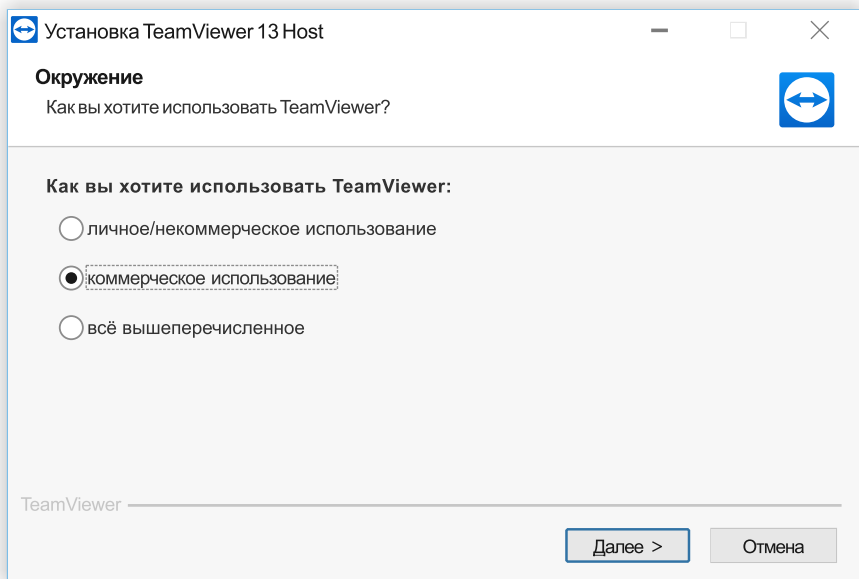 Установка TeamViewer 13 Host
Окружение
Как вы хотите использовать TeamViewer?
Как вы хотите использовать TeamViewer:
личное/некоммерческое использование
коммерческое использование
всё вышеперечисленное
TeamViewer
Далее >
Отмена